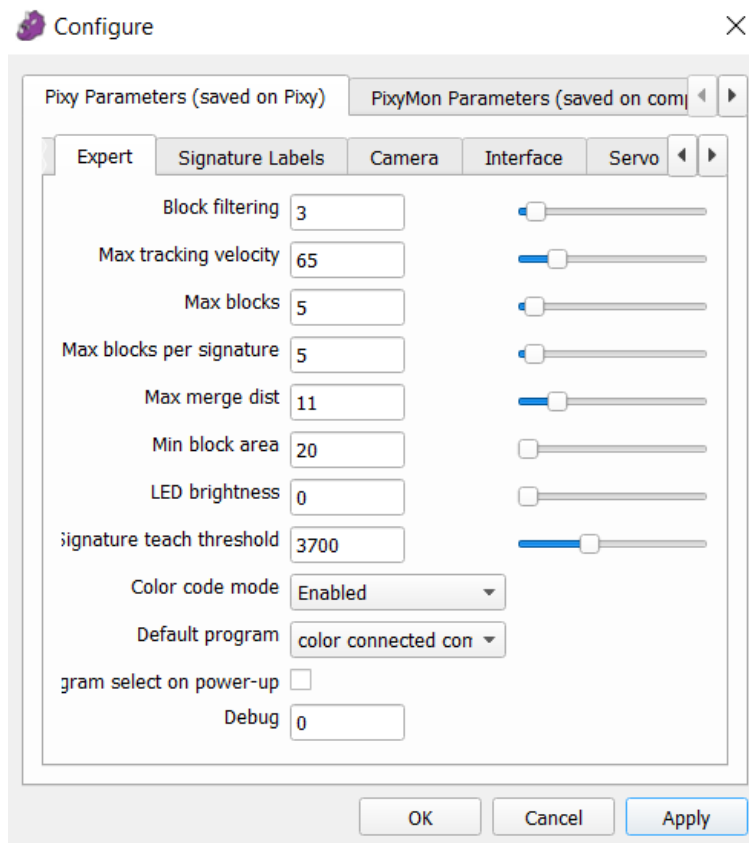 Configure
Pixy Parameters (saved on Pixy)
PixyMon Parameters (saved on comp
Expert
Signature Labels
Camera
Interface
Servo
Block filtering 3
Max tracking velocity 65
Max blocks 5
Max blocks per signature 5
Max merge dist 11
Min block area 20
LED brightness 0
Signature teach threshold 3700
Color code mode Enabled
Default program color connected con
gram select on power-up
Debug 0
OK
Cancel
Apply